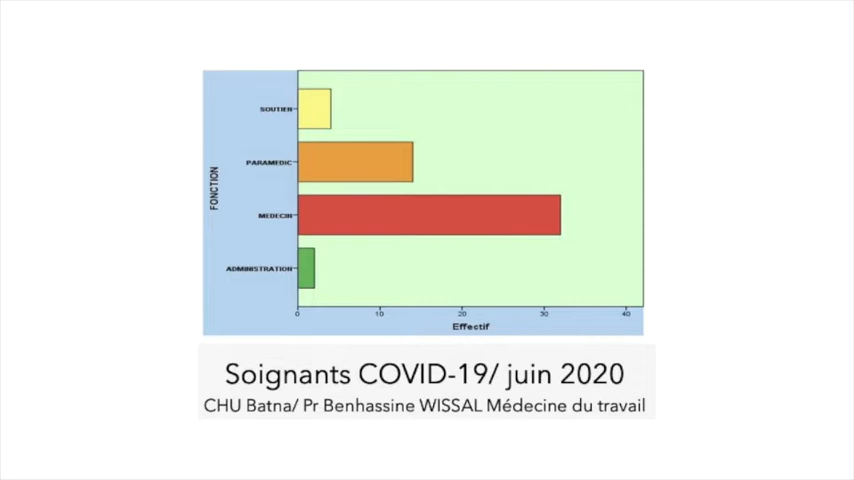 FONCTION
SOUTIEN
PARAMEDIC
MEDECIN
ADMINISTRATION
0 10 20 30 40
Effectif
Soignants COVID-19/ juin 2020
CHU Batna/ Pr Benhassine WISSAL Médecine du travail